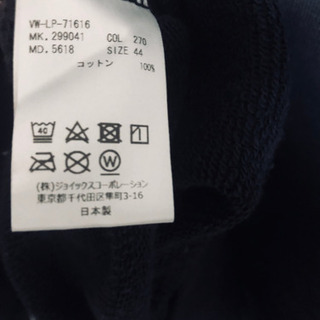 VW-LP-71616
MK. 299041 COL 270
MD. 5618 SIZE 44
コットン 100%
40
W
(株)ジョイックスコーポレーション
東京都千代田区隼町3-16
日本製